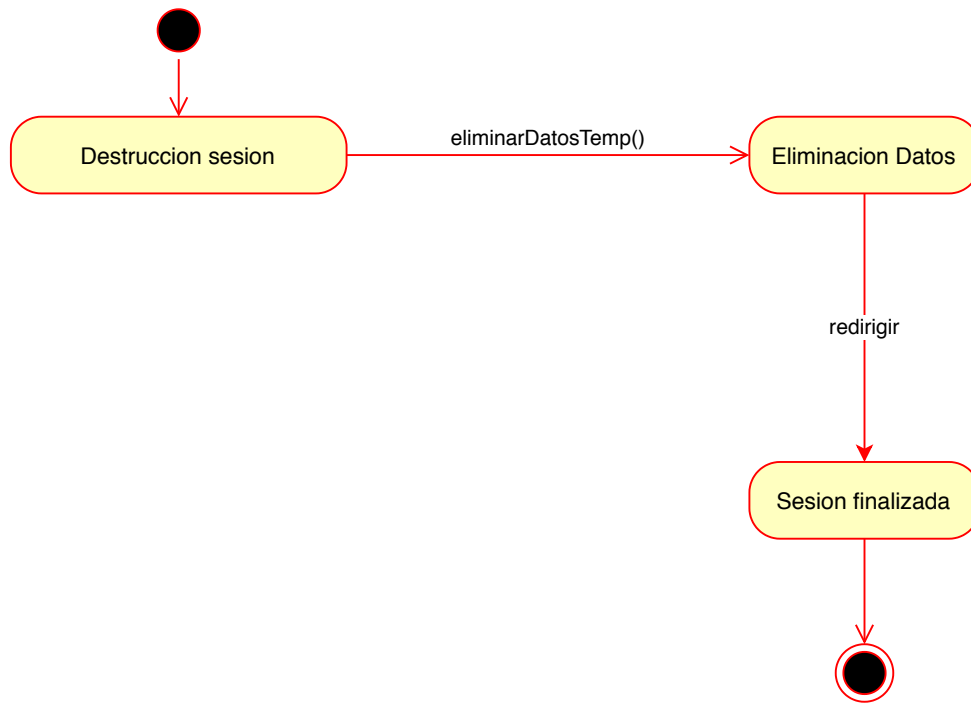 Destruccion sesion
eliminarDatosTemp()
Eliminacion Datos
redirigir
Sesion finalizada